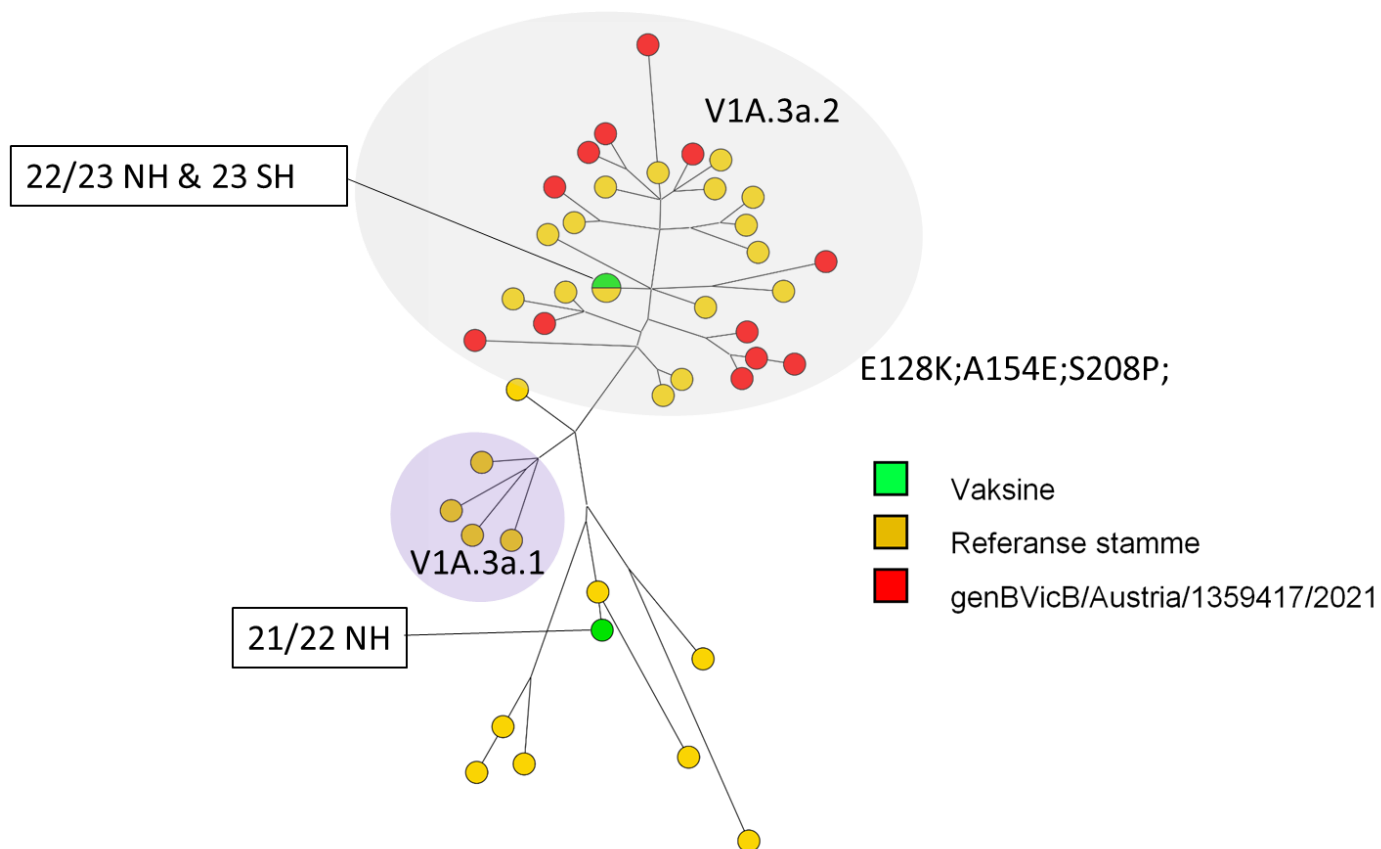 V1A.3a.2
22/23 NH & 23 SH
E128K;A154E;S208P;
Vaksine
Referanse stamme
genBVicB/Austria/1359417/2021
V1A.3a.1
21/22 NH